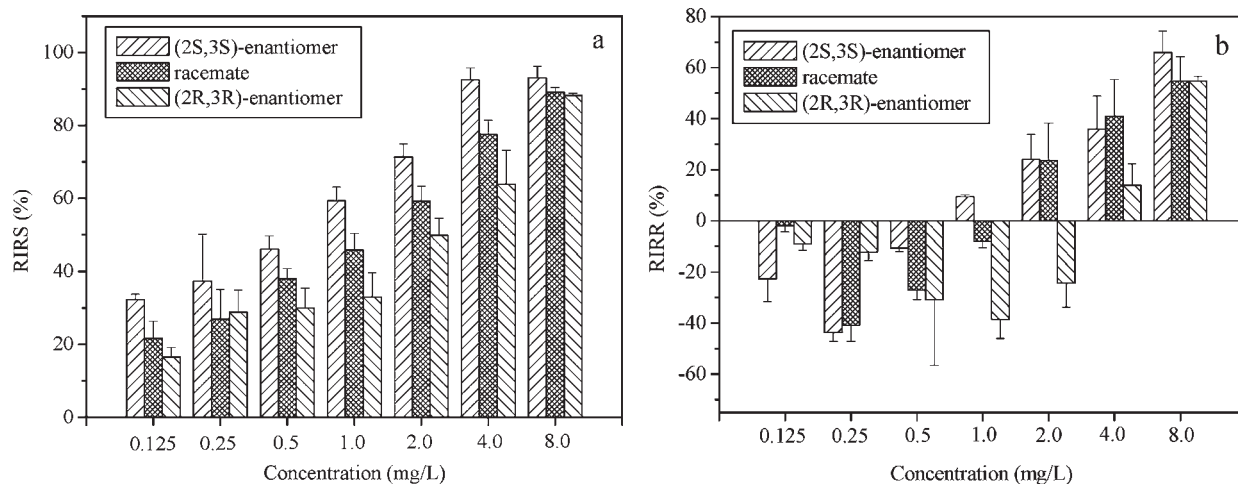 a
(2S,3S)-enantiomer
racemate
(2R,3R)-enantiomer
100
80
60
40
20
0
RIRS (%)
0.125 0.25 0.5 1.0 2.0 4.0 8.0
Concentration (mg/L)
b
(2S,3S)-enantiomer
racemate
(2R,3R)-enantiomer
80
60
40
20
0
-20
-40
-60
RIRR (%)
0.125 0.25 0.5 1.0 2.0 4.0 8.0
Concentration (mg/L)